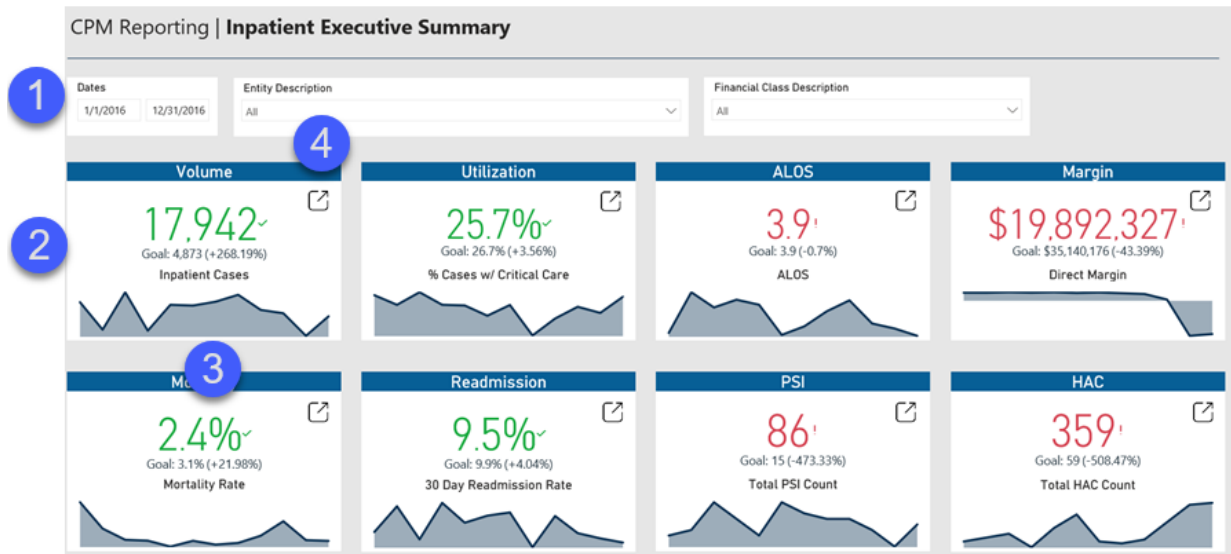 CPM Reporting | Inpatient Executive Summary
1
Dates
1/1/2016 12/31/2016
Entity Description
All
Financial Class Description
All
4
2
Volume
17,942
Goal: 4,873 (+268.19%)
Inpatient Cases
Utilization
25.7%
Goal: 26.7% (+3.56%)
% Cases w/ Critical Care
ALOS
3.9!
Goal: 3.9 (-0.7%)
ALOS
Margin
$19,892,327!
Goal: $35,140,176 (-43.39%)
Direct Margin
3
2.4%
Goal: 3.1% (+21.98%)
Mortality Rate
Readmission
9.5%
Goal: 9.9% (+4.04%)
30 Day Readmission Rate
PSI
86!
Goal: 15 (-473.33%)
Total PSI Count
HAC
359!
Goal: 59 (-508.47%)
Total HAC Count